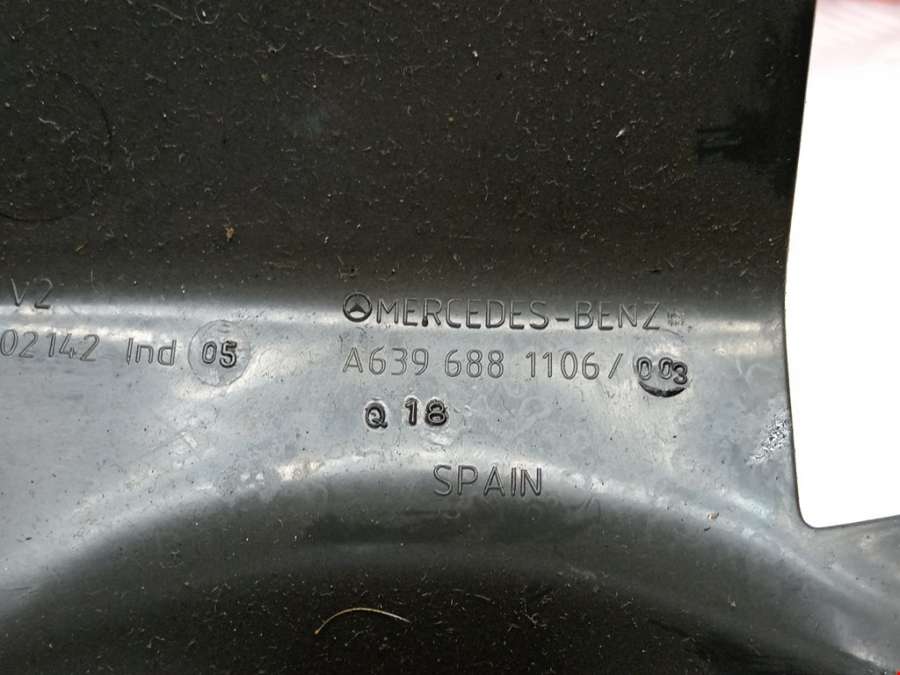 V2
02142 Ind 05
MERCEDES-BENZ
A639 688 1106/003
Q 18
SPAIN